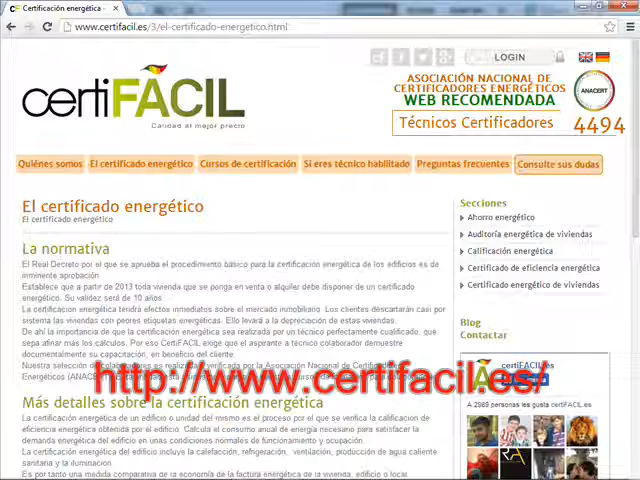 Certificación energética -
www.certifacil.es/3/el-certificado-energetico.html
LOGIN
certiFÁCIL
Calidad al mejor precio
ASOCIACIÓN NACIONAL DE
CERTIFICADORES ENERGÉTICOS
WEB RECOMENDADA
ANACERT
Técnicos Certificadores 4494
Quiénes somos
El certificado energético
Cursos de certificación
Si eres técnico habilitado
Preguntas frecuentes
Consulte sus dudas
El certificado energético
El certificado energético
La normativa
El Real Decreto por el que se aprueba el procedimiento básico para la certificación energética de los edificios es de
inminente aprobación
Establece que a partir de 2013 toda vivienda que se ponga en venta o alquiler debe disponer de un certificado
energético. Su validez será de 10 años.
La certificación energética tendrá efectos inmediatos sobre el mercado inmobiliario. Los clientes descartarán casi por
sistema las viviendas con peores etiquetas energéticas. Ello llevará a la depreciación de estas viviendas.
De ahí la importancia de que la certificación energética sea realizada por un técnico perfectamente cualificado, que
sepa afinar mas los cálculos. Por eso CertiFACIL exige que el aspirante a técnico colaborador demuestre
documentalmente su capacitación, en beneficio del cliente.
Nuestra selección de colaboradores es realizada y verificada por la Asociación Nacional de
Energéticos (ANACERT)
http://www.certifacil.es/
Más detalles sobre la certificación energética
La certificación energética de un edificio o unidad del mismo es el proceso por el que se verifica la calificacion de
eficiencia energética obtenida por el edificio. Calcula el consumo anual de energía necesario para satisfacer la
demanda energética del edificio en unas condiciones normales de funcionamiento y ocupación
La certificación energética del edificio incluye la calefacción, refrigeración, ventilación, producción de agua caliente
sanitaria y la iluminación
Es por tanto una medida comparativa de la economía de la factura energética de la vivienda, edificio o local
Secciones
Ahorro energético
Auditoría energética de viviendas
Calificación energética
Certificado de eficiencia energética
Certificado energético de viviendas
Blog
Contactar
certiFACIL.es
A 2989 personas les gusta certiFACIL.es